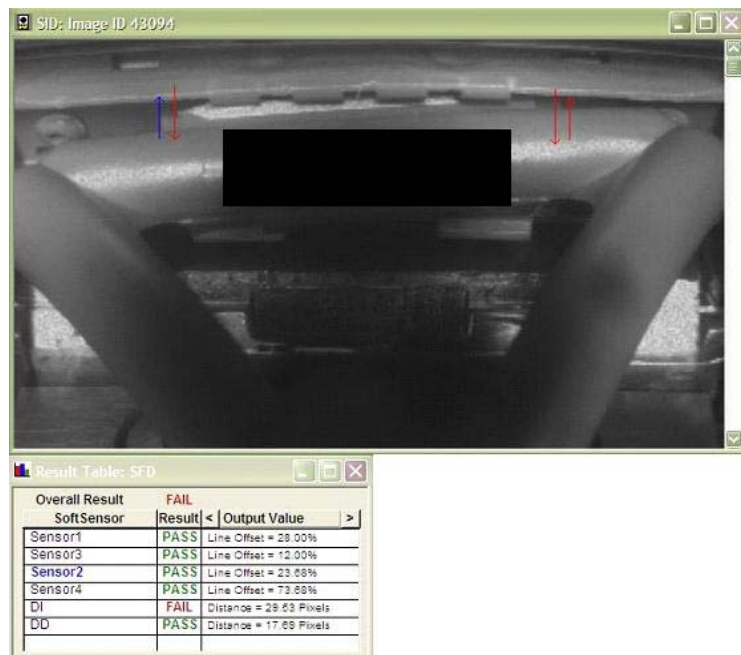 SID: Image ID 43094
Result Table: SFD
Overall Result FAIL
SoftSensor Result < Output Value >
Sensor1 PASS Line Offset = 28.00%
Sensor3 PASS Line Offset = 12.00%
Sensor2 PASS Line Offset = 23.68%
Sensor4 PASS Line Offset = 73.68%
DI FAIL Distance = 29.63 Pixels
DD PASS Distance = 17.69 Pixels